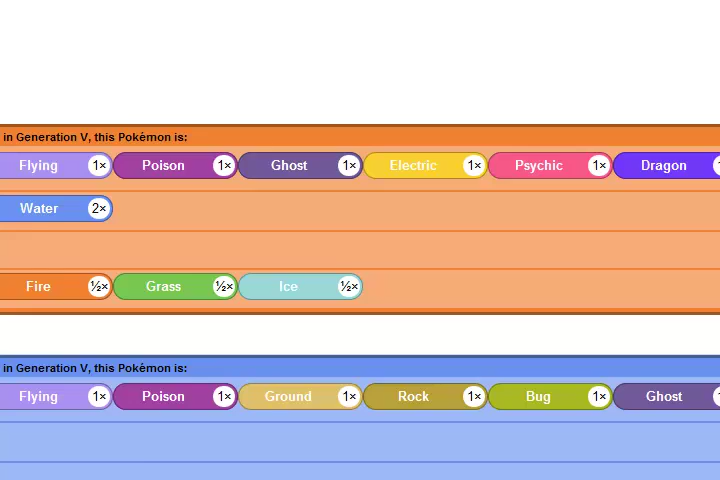 in Generation V, this Pokémon is:
Flying 1× Poison 1× Ghost 1× Electric 1× Psychic 1× Dragon
Water 2×
Fire ½× Grass ½× Ice ½×
in Generation V, this Pokémon is:
Flying 1× Poison 1× Ground 1× Rock 1× Bug 1× Ghost